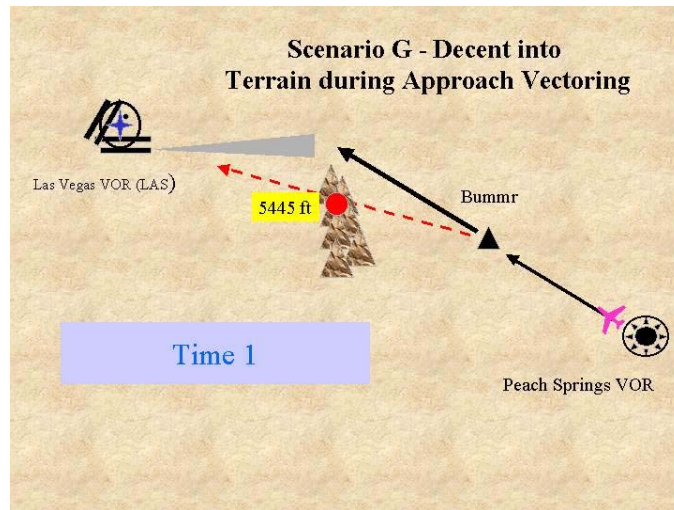 Scenario G - Decent into
Terrain during Approach Vectoring
Las Vegas VOR (LAS)
5445 ft
Bummr
Time 1
Peach Springs VOR